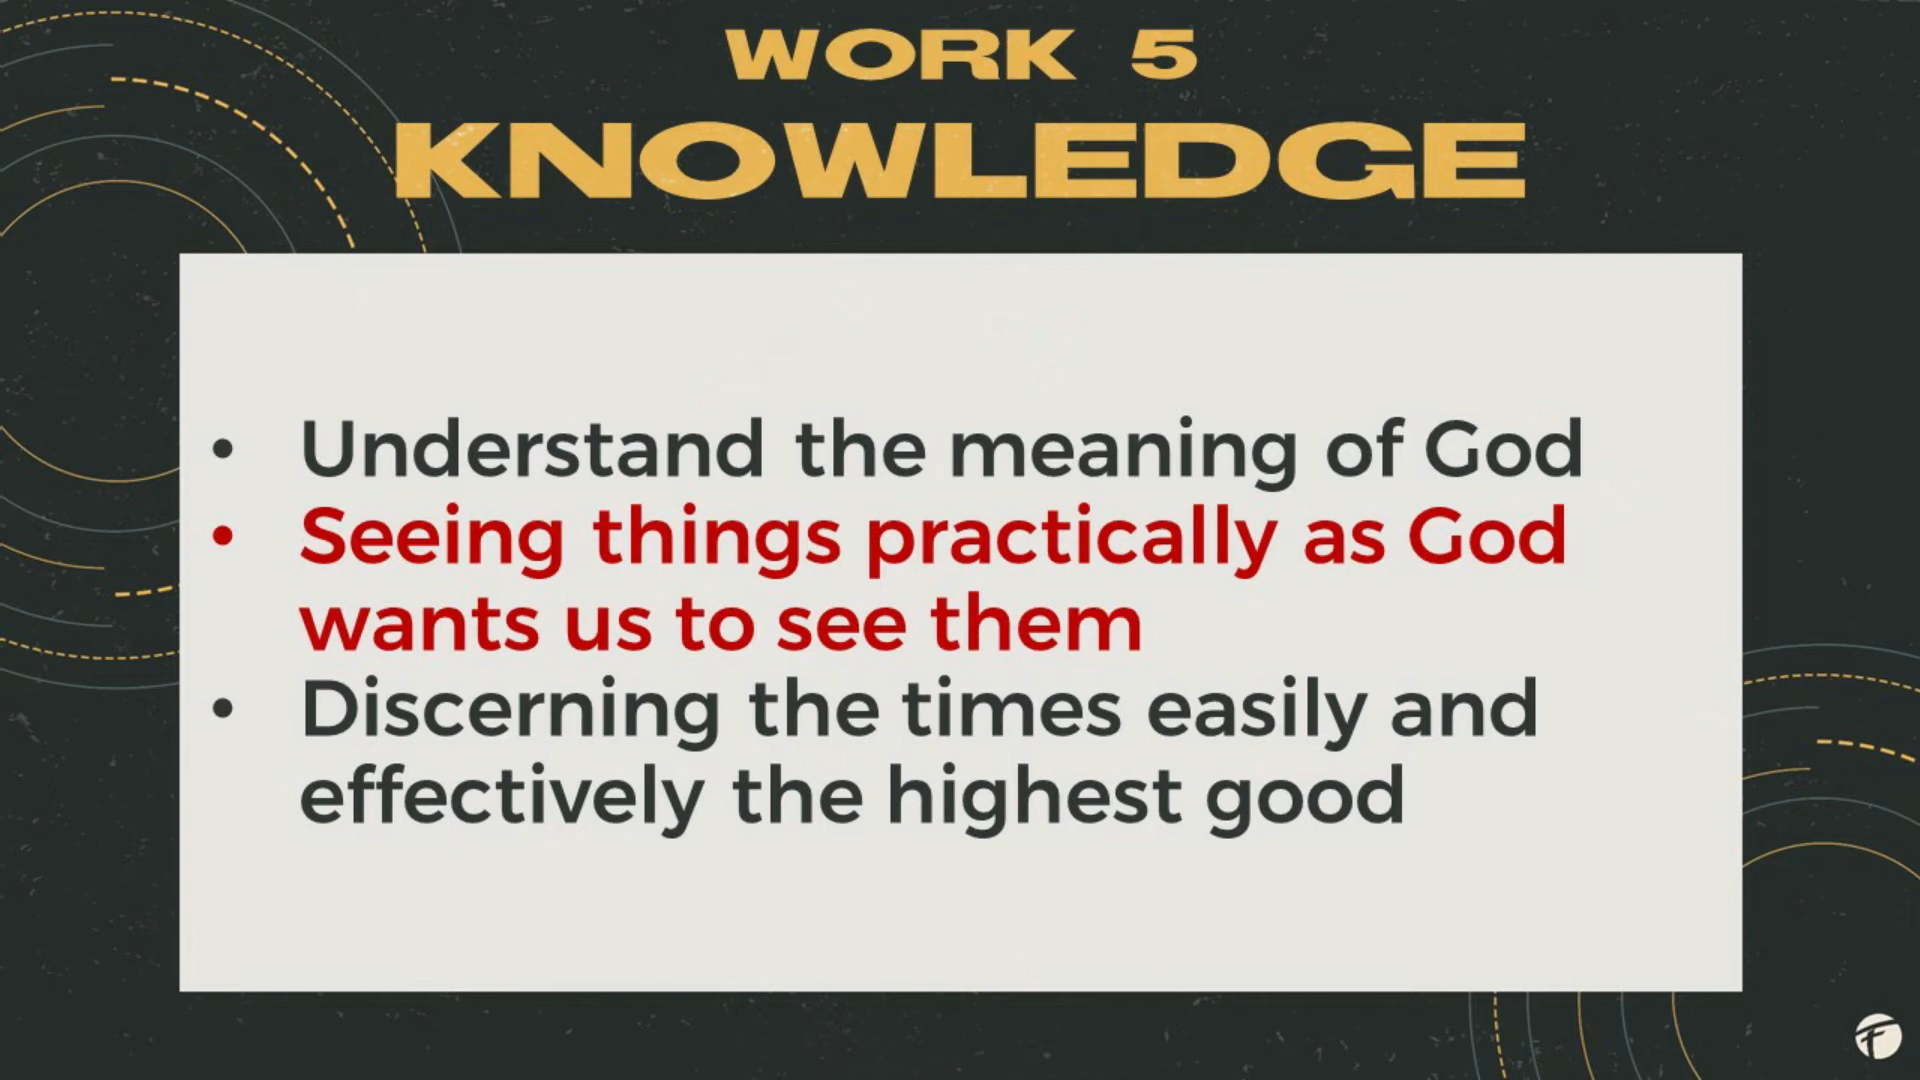 WORK 5
KNOWLEDGE
• Understand the meaning of God
• Seeing things practically as God
wants us to see them
• Discerning the times easily and
effectively the highest good